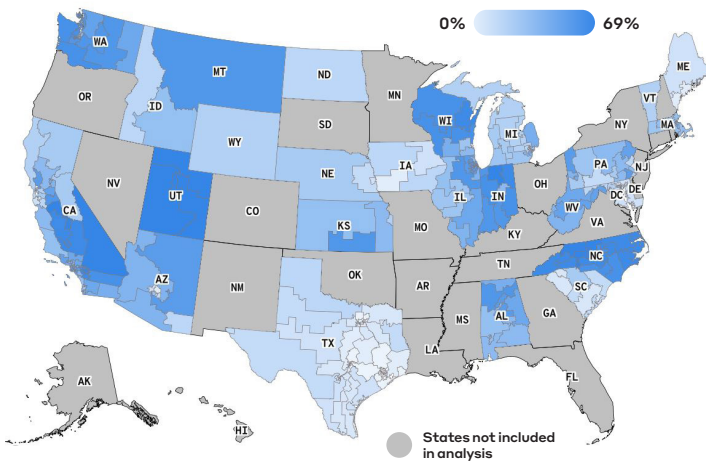 0% 69%
WA
MT
ND
MN
ME
VT
OR
ID
WI
NY
MA
SD
MI
WY
IA
PA
NJ
NE
OH
DE
DC
NV
UT
IL
IN
WV
CO
CA
KS
MO
VA
KY
NC
AZ
OK
TN
NM
AR
SC
MS
AL
GA
TX
LA
FL
AK
HI
States not included
in analysis